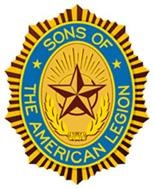 SONS OF
THE AMERICAN LEGION